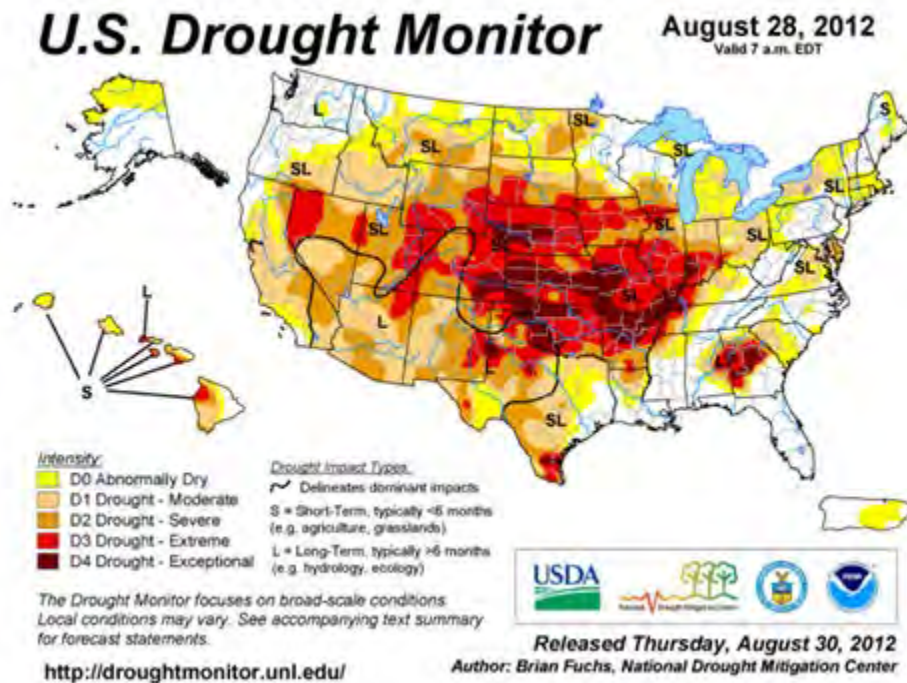 U.S. Drought Monitor
August 28, 2012
Valid 7 a.m. EDT
L
SL
SL
SL
SL
S
SL
SL
SL
SL
SL
SL
L
SL
L
S
Intensity:
D0 Abnormally Dry
D1 Drought - Moderate
D2 Drought - Severe
D3 Drought - Extreme
D4 Drought - Exceptional
Drought Impact Types:
Delineates dominant impacts
S = Short-Term, typically <6 months
(e.g. agriculture, grasslands)
L = Long-Term, typically >6 months
(e.g. hydrology, ecology)
The Drought Monitor focuses on broad-scale conditions.
Local conditions may vary. See accompanying text summary
for forecast statements.
http://droughtmonitor.unl.edu/
USDA
Released Thursday, August 30, 2012
Author: Brian Fuchs, National Drought Mitigation Center